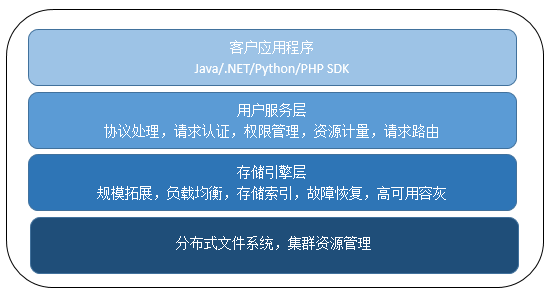 客户应用程序
Java/.NET/Python/PHP SDK
用户服务层
协议处理，请求认证，权限管理，资源计量，请求路由
存储引擎层
规模拓展，负载均衡，存储索引，故障恢复，高可用容灰
分布式文件系统，集群资源管理